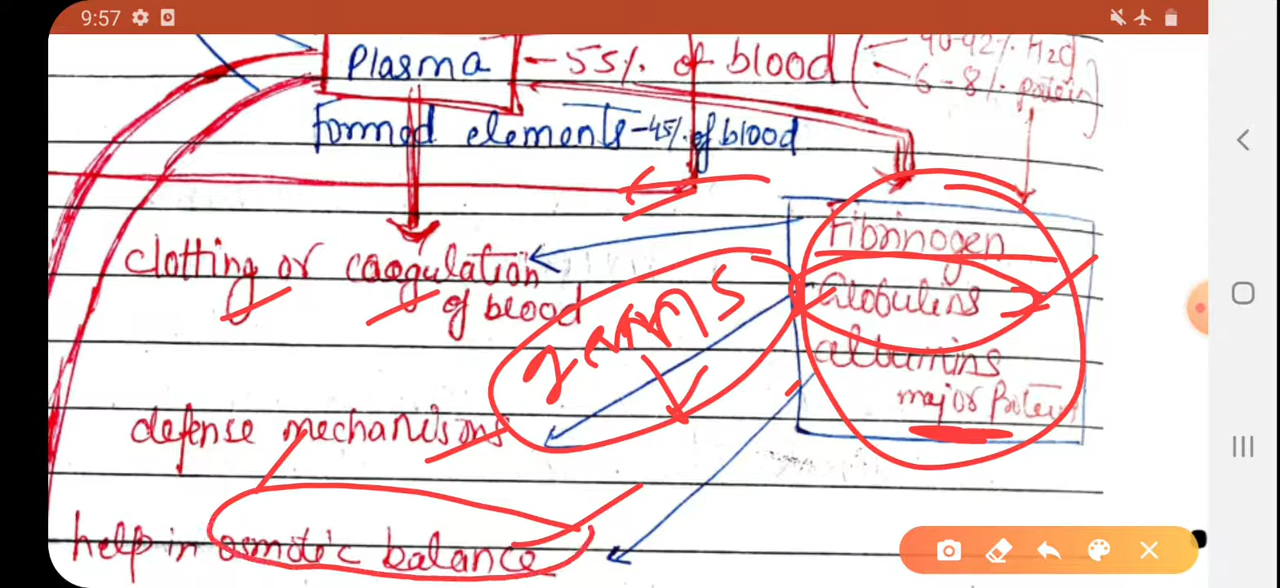 9:57
Plasma -55%. of blood
90-92%. H2O
6-8%. protein
Formed elements -45%. of blood
Fibrinogen
clotting or coagulation
of blood
Globulins
albumins
major Protein
defense mechanisms
help in osmotic balance